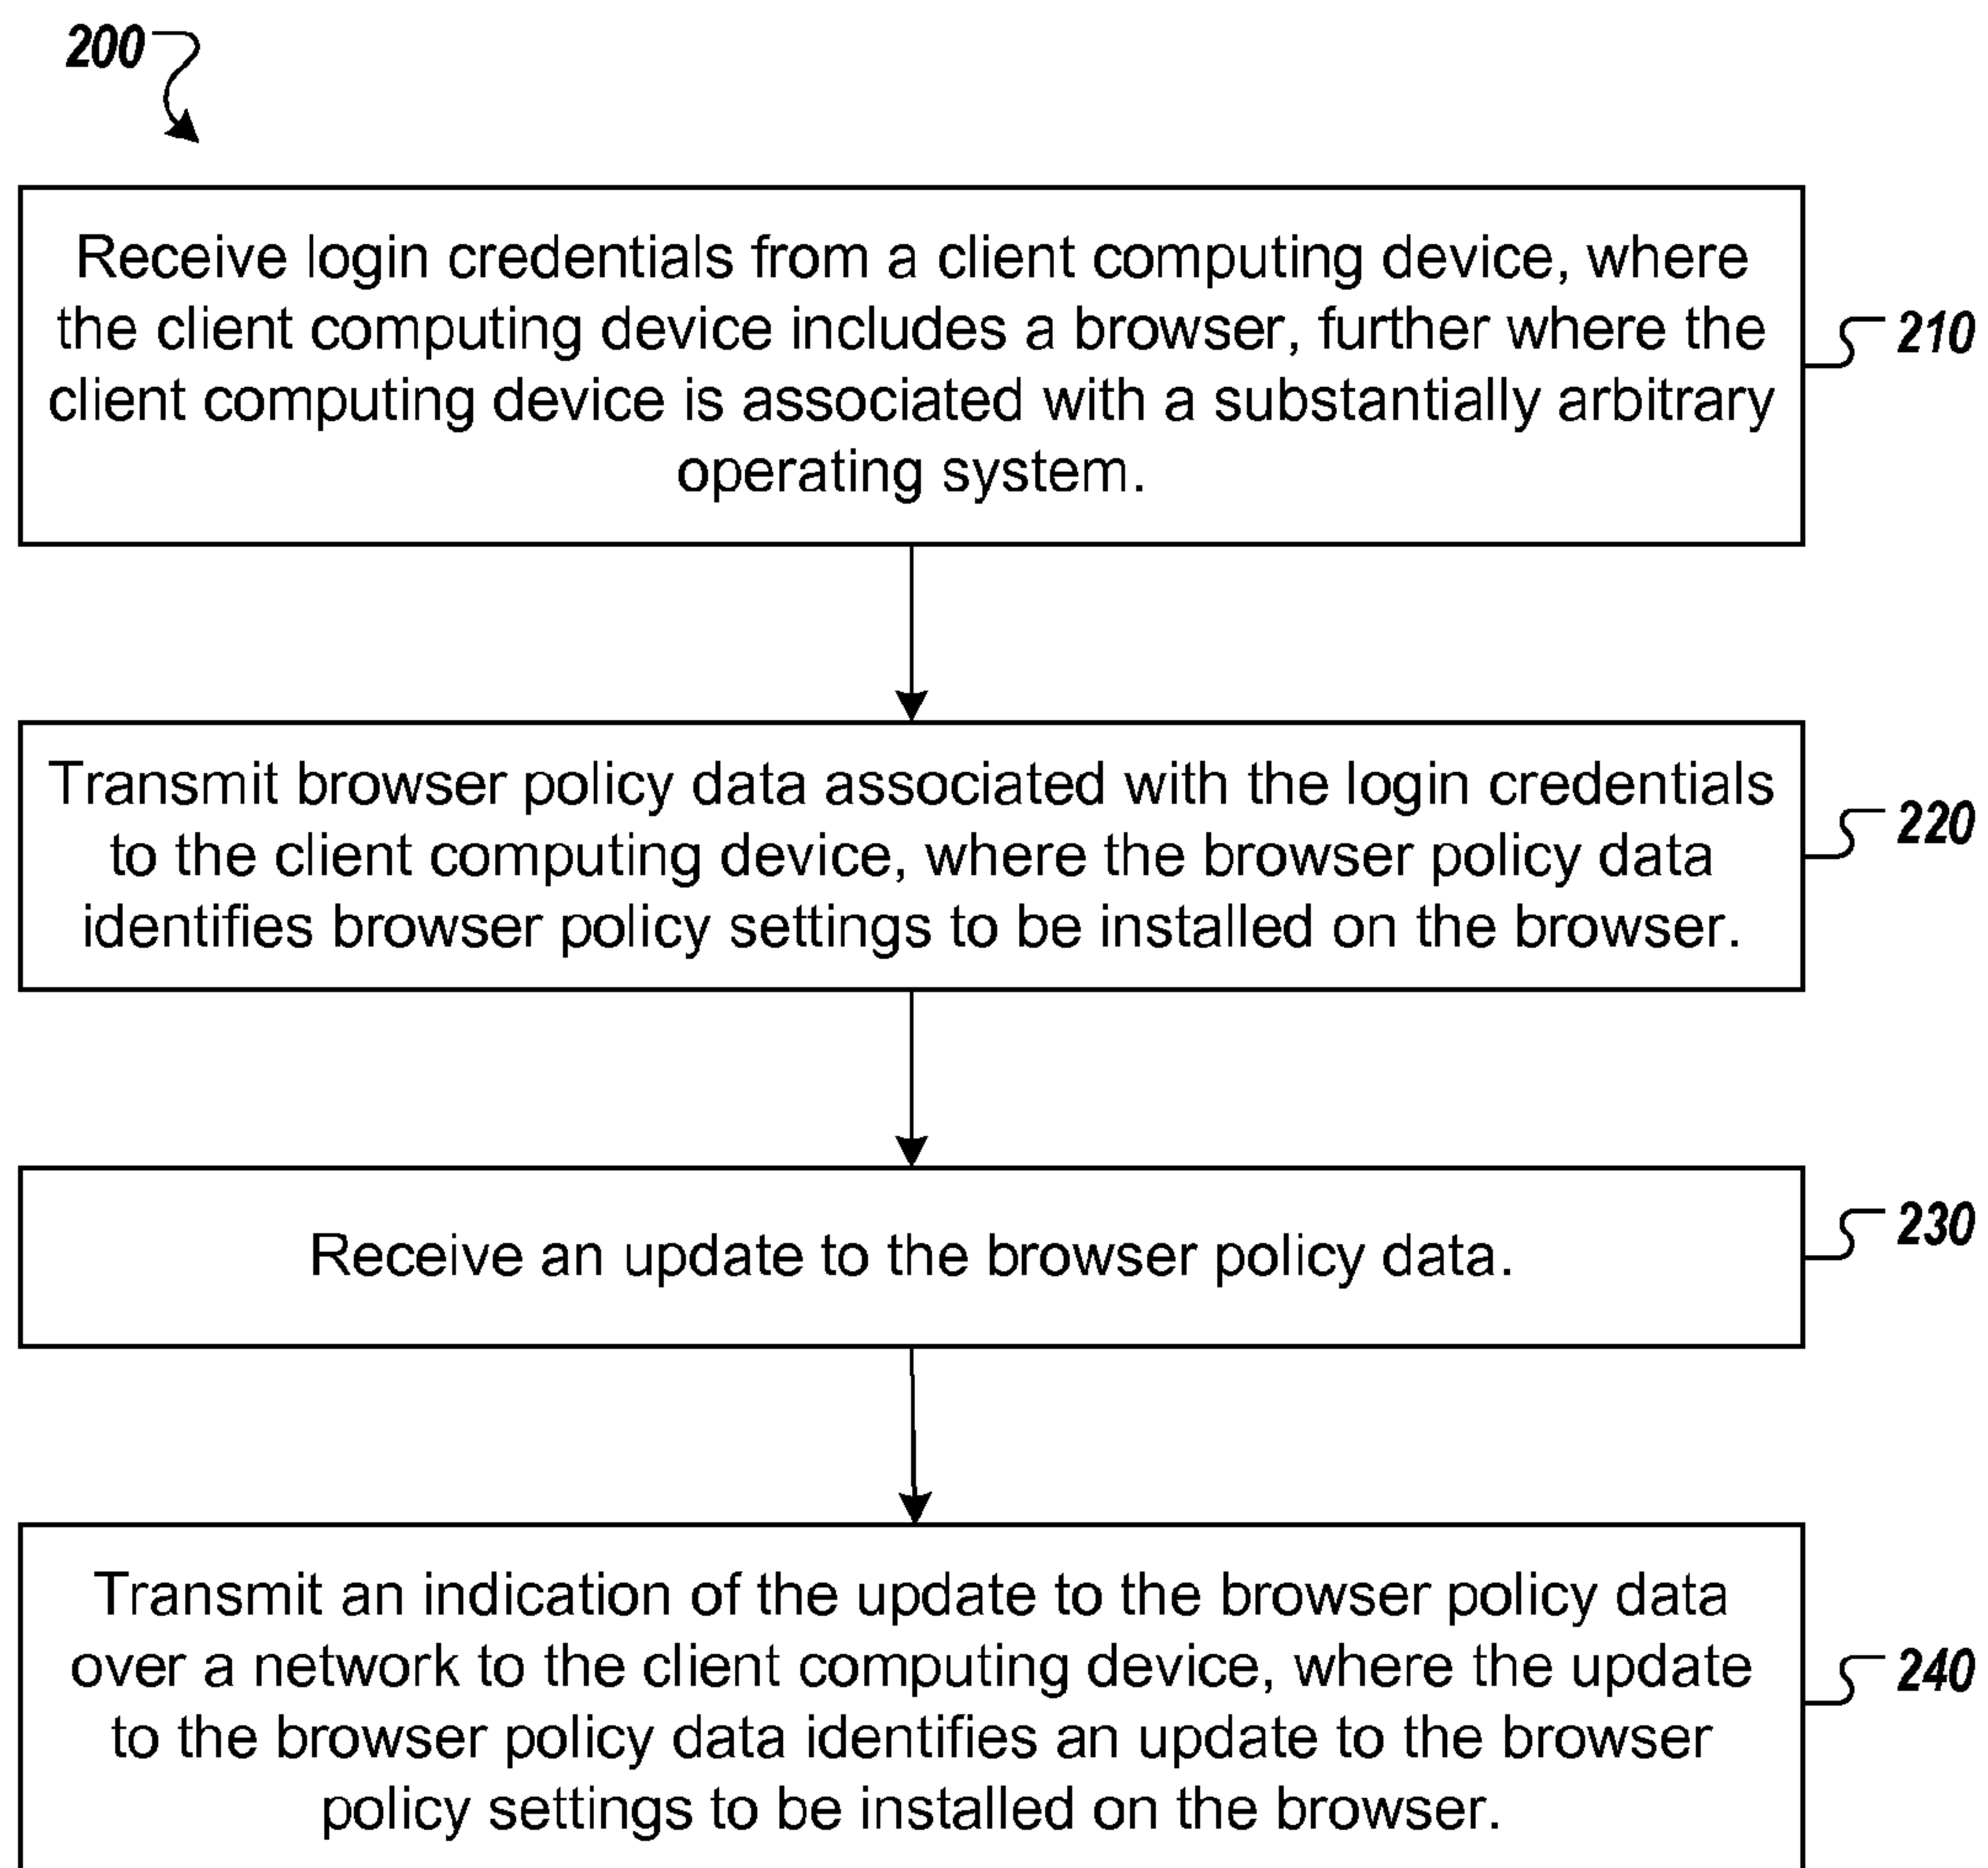 200
Receive login credentials from a client computing device, where
the client computing device includes a browser, further where the
client computing device is associated with a substantially arbitrary
operating system.
210
Transmit browser policy data associated with the login credentials
to the client computing device, where the browser policy data
identifies browser policy settings to be installed on the browser.
220
Receive an update to the browser policy data.
230
Transmit an indication of the update to the browser policy data
over a network to the client computing device, where the update
to the browser policy data identifies an update to the browser
policy settings to be installed on the browser.
240